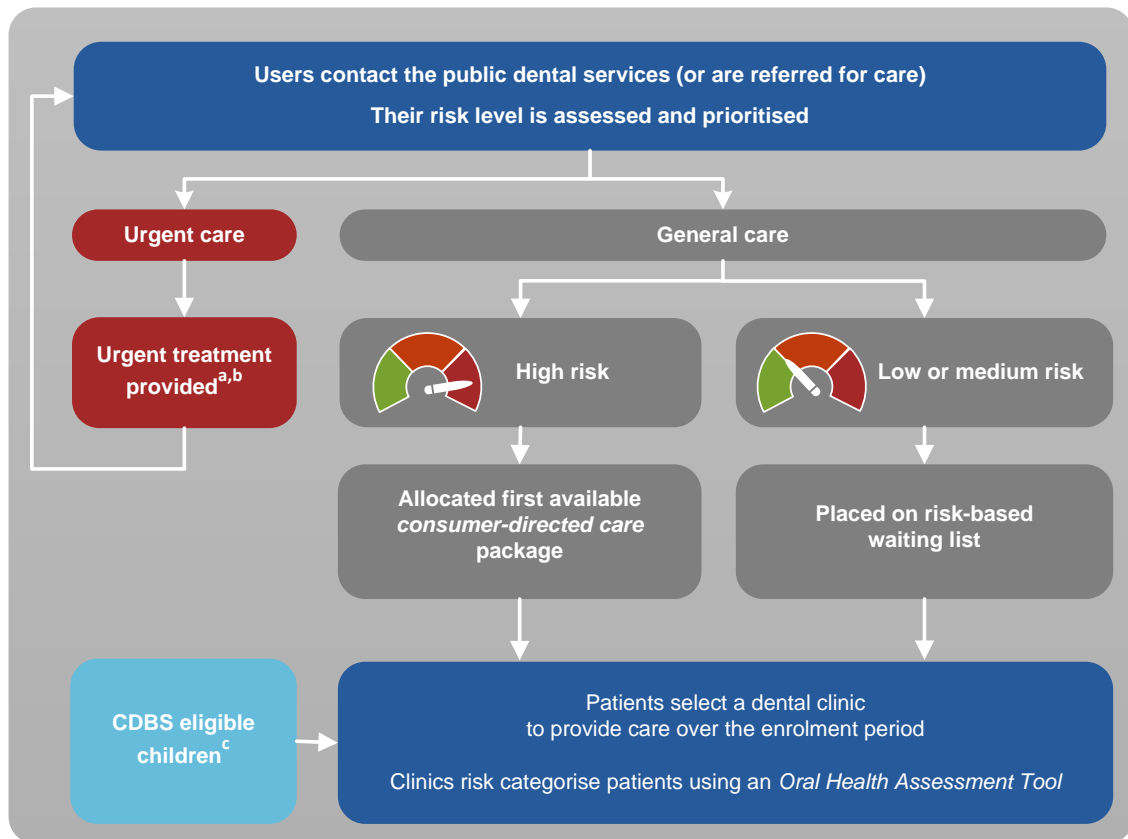 Users contact the public dental services (or are referred for care)
Their risk level is assessed and prioritised
Urgent care
General care
Urgent treatment
provided a,b
High risk
Low or medium risk
Allocated first available
consumer-directed care
package
Placed on risk-based
waiting list
CDBS eligible
children c
Patients select a dental clinic
to provide care over the enrolment period
Clinics risk categorise patients using an Oral Health Assessment Tool